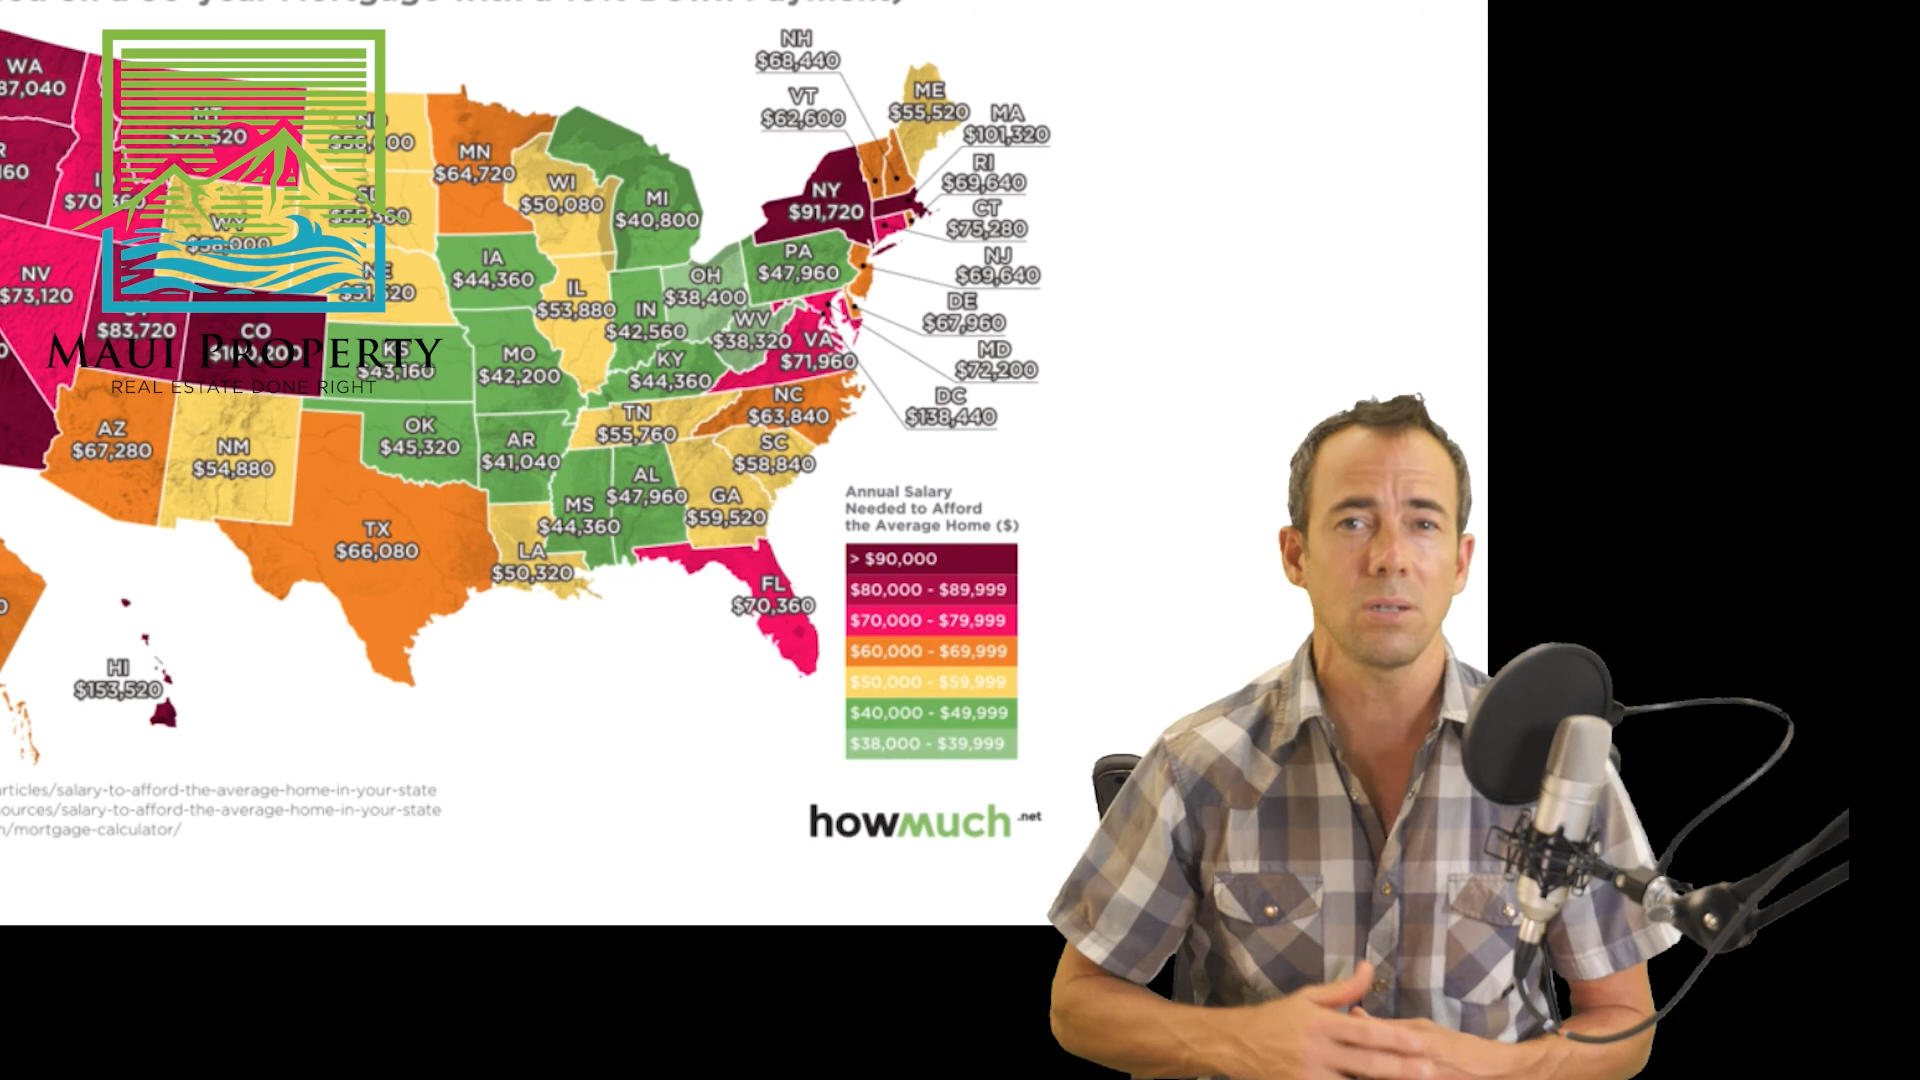 WA
87,040
MT
ND
MN
$64,720
WI
$50,080
MI
$40,800
NH
$68,440
VT
$62,600
ME
$55,520
MA
$101,320
RI
$69,640
CT
$75,280
NJ
$69,640
DE
$67,960
MD
$72,200
DC
$138,440
NY
$91,720
PA
$47,960
WY
$58,000
NV
$73,120
$83,720
CO
NE
IA
$44,360
IL
$53,880
IN
$42,560
OH
$38,400
WV
$38,320
VA
$71,960
KY
$44,360
KS
$43,160
MO
$42,200
MAUI PROPERTY
REAL ESTATE DONE RIGHT
AZ
$67,280
NM
$54,880
OK
$45,320
AR
$41,040
TN
$55,760
NC
$63,840
SC
$58,840
MS
$44,360
AL
$47,960
GA
$59,520
TX
$66,080
LA
$50,320
FL
$70,360
HI
$153,520
Annual Salary
Needed to Afford
the Average Home ($)
> $90,000
$80,000 - $89,999
$70,000 - $79,999
$60,000 - $69,999
$50,000 - $59,999
$40,000 - $49,999
$38,000 - $39,999
rticles/salary-to-afford-the-average-home-in-your-state
ources/salary-to-afford-the-average-home-in-your-state
/mortgage-calculator/
howmuch.net